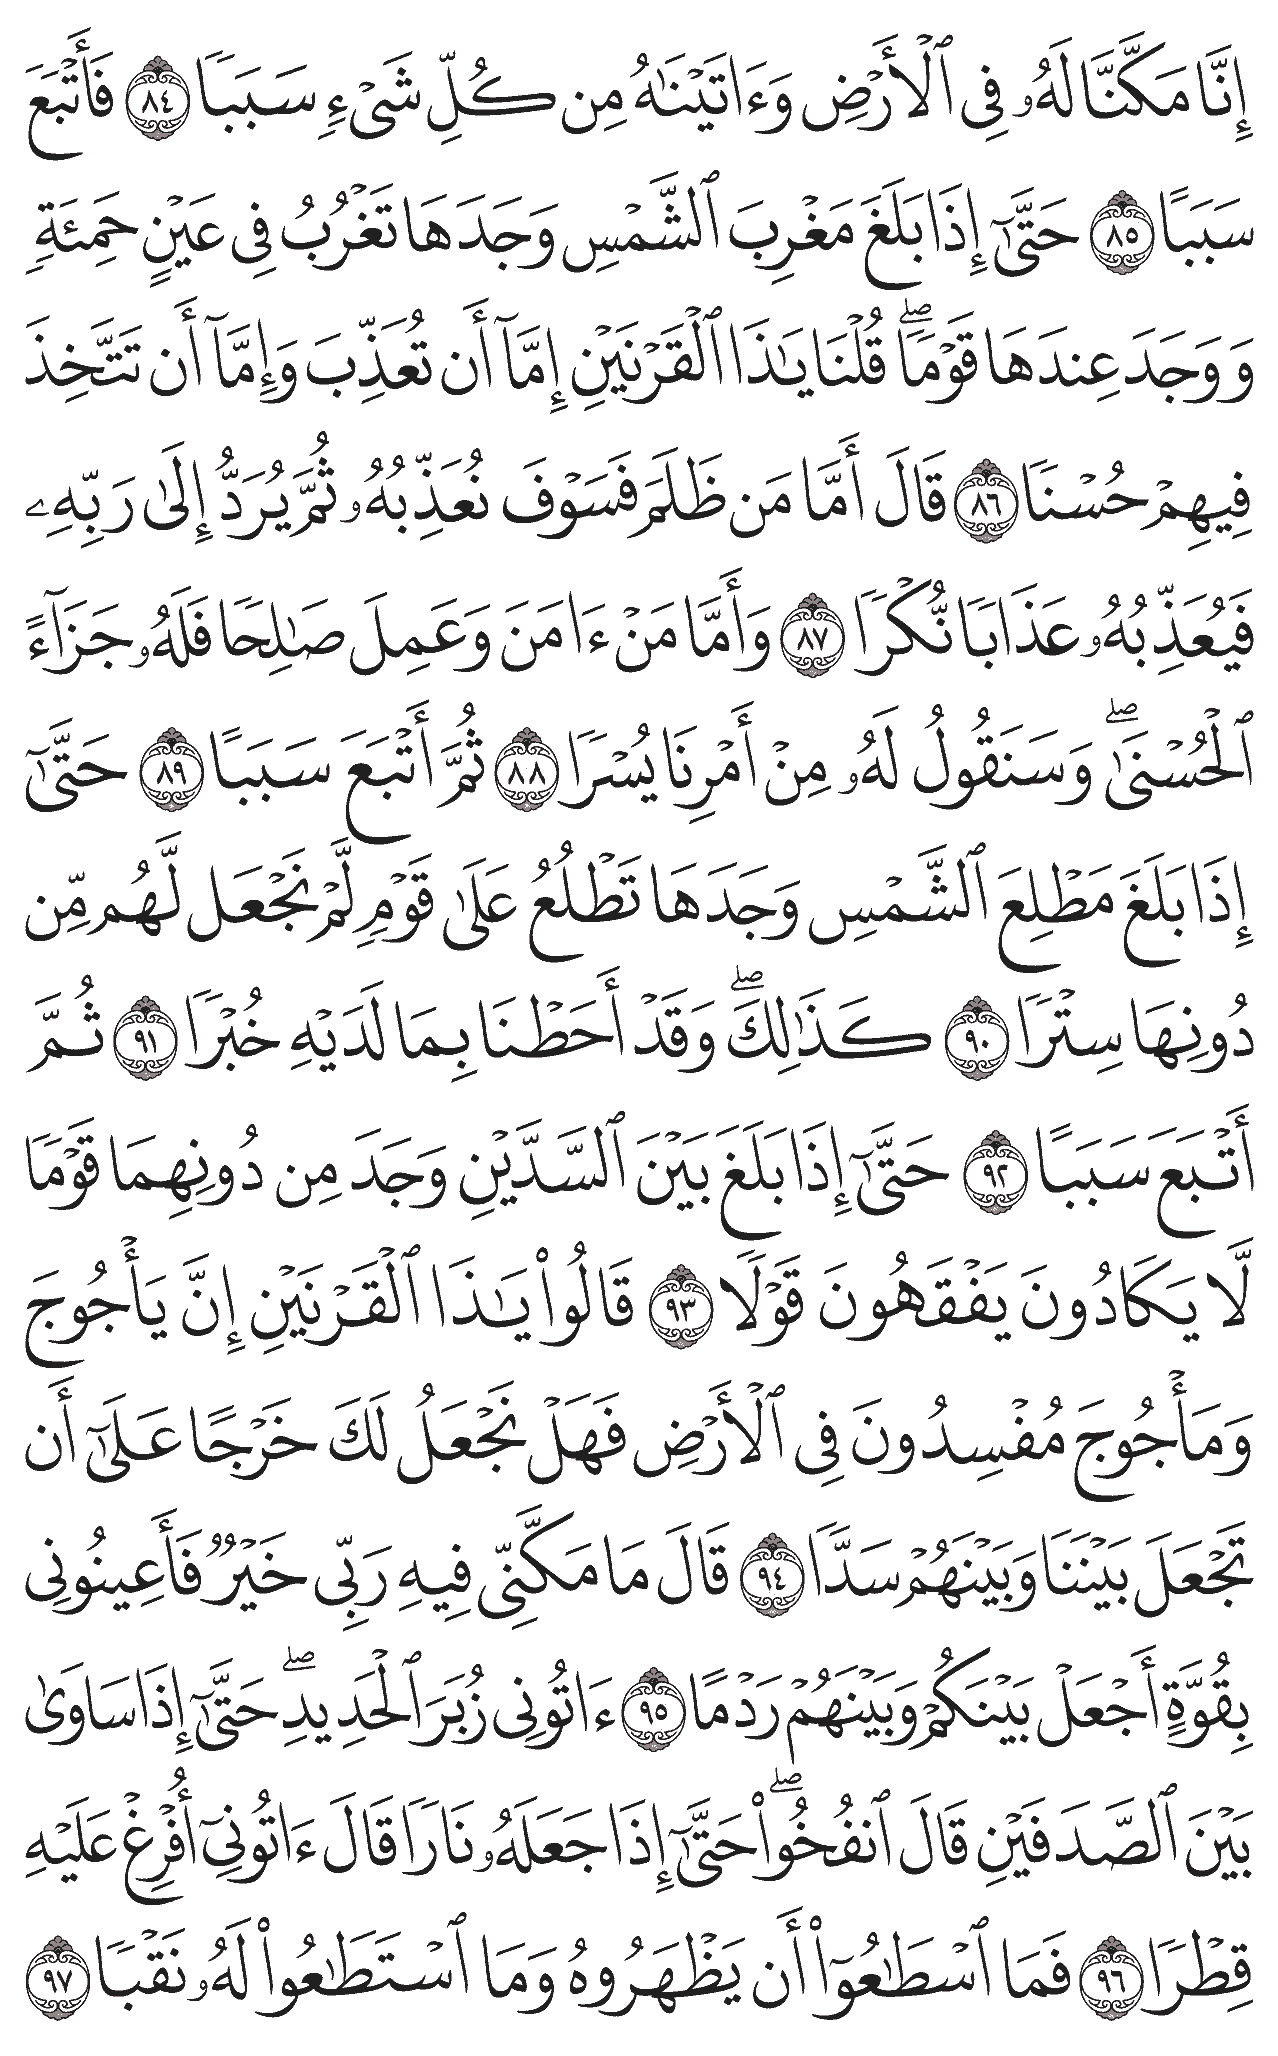 إِنَّا مَكَّنَّا لَهُۥ فِى ٱلْأَرْضِ وَءَاتَيْنَٰهُ مِن كُلِّ شَىْءٍ سَبَبًا ٨٤ فَأَتْبَعَ
سَبَبًا ٨٥ حَتَّىٰٓ إِذَا بَلَغَ مَغْرِبَ ٱلشَّمْسِ وَجَدَهَا تَغْرُبُ فِى عَيْنٍ حَمِئَةٍ
وَوَجَدَ عِندَهَا قَوْمًا ۖ قُلْنَا يَٰذَا ٱلْقَرْنَيْنِ إِمَّآ أَن تُعَذِّبَ وَإِمَّآ أَن تَتَّخِذَ
فِيهِمْ حُسْنًا ٨٦ قَالَ أَمَّا مَن ظَلَمَ فَسَوْفَ نُعَذِّبُهُۥ ثُمَّ يُرَدُّ إِلَىٰ رَبِّهِۦ
فَيُعَذِّبُهُۥ عَذَابًا نُّكْرًا ٨٧ وَأَمَّا مَنْ ءَامَنَ وَعَمِلَ صَٰلِحًا فَلَهُۥ جَزَآءً
ٱلْحُسْنَىٰ ۖ وَسَنَقُولُ لَهُۥ مِنْ أَمْرِنَا يُسْرًا ٨٨ ثُمَّ أَتْبَعَ سَبَبًا ٨٩ حَتَّىٰٓ
إِذَا بَلَغَ مَطْلِعَ ٱلشَّمْسِ وَجَدَهَا تَطْلُعُ عَلَىٰ قَوْمٍ لَّمْ نَجْعَل لَّهُم مِّن
دُونِهَا سِتْرًا ٩٠ كَذَٰلِكَ ۖ وَقَدْ أَحَطْنَا بِمَا لَدَيْهِ خُبْرًا ٩١ ثُمَّ
أَتْبَعَ سَبَبًا ٩٢ حَتَّىٰٓ إِذَا بَلَغَ بَيْنَ ٱلسَّدَّيْنِ وَجَدَ مِن دُونِهِمَا قَوْمًا
لَّا يَكَادُونَ يَفْقَهُونَ قَوْلًا ٩٣ قَالُوا۟ يَٰذَا ٱلْقَرْنَيْنِ إِنَّ يَأْجُوجَ
وَمَأْجُوجَ مُفْسِدُونَ فِى ٱلْأَرْضِ فَهَلْ نَجْعَلُ لَكَ خَرْجًا عَلَىٰٓ أَن
تَجْعَلَ بَيْنَنَا وَبَيْنَهُمْ سَدًّا ٩٤ قَالَ مَا مَكَّنِّى فِيهِ رَبِّى خَيْرٌ فَأَعِينُونِى
بِقُوَّةٍ أَجْعَلْ بَيْنَكُمْ وَبَيْنَهُمْ رَدْمًا ٩٥ ءَاتُونِى زُبَرَ ٱلْحَدِيدِ ۖ حَتَّىٰٓ إِذَا سَاوَىٰ
بَيْنَ ٱلصَّدَفَيْنِ قَالَ ٱنفُخُوا۟ ۖ حَتَّىٰٓ إِذَا جَعَلَهُۥ نَارًا قَالَ ءَاتُونِىٓ أُفْرِغْ عَلَيْهِ
قِطْرًا ٩٦ فَمَا ٱسْطَٰعُوٓا۟ أَن يَظْهَرُوهُ وَمَا ٱسْتَطَٰعُوا۟ لَهُۥ نَقْبًا ٩٧